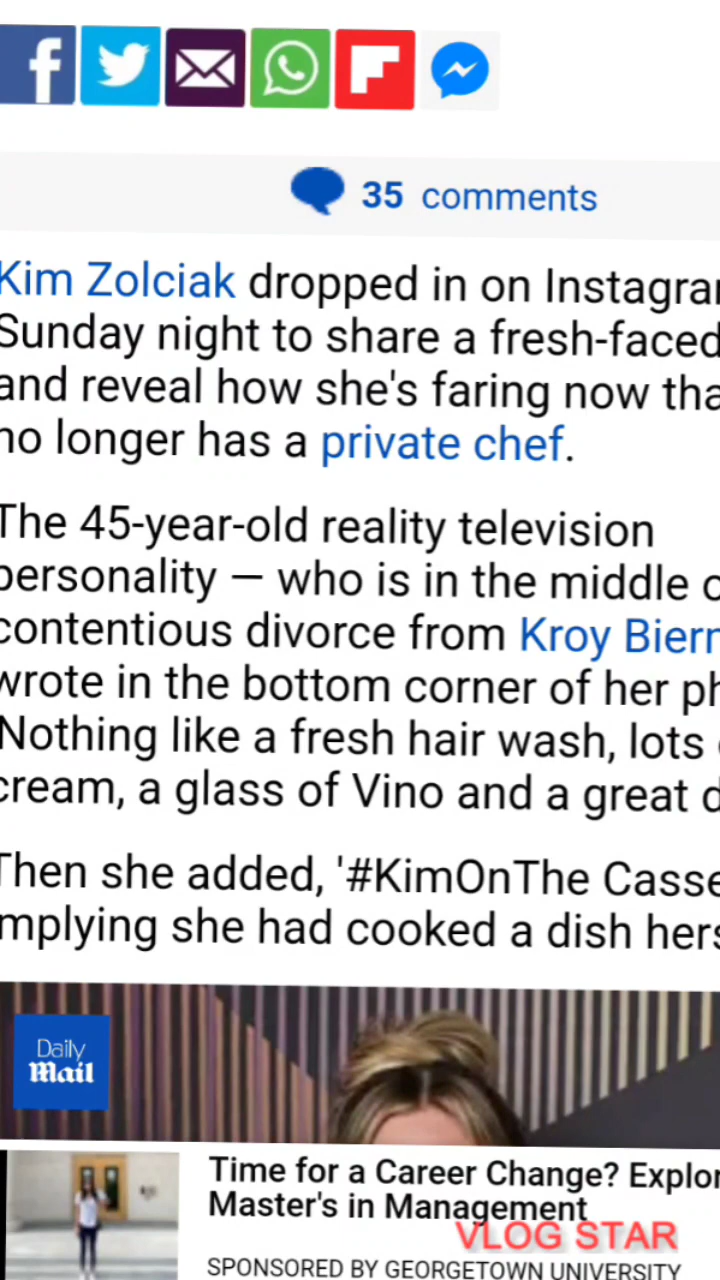 35 comments
Kim Zolciak dropped in on Instagra
Sunday night to share a fresh-faced
and reveal how she's faring now tha
no longer has a private chef.
The 45-year-old reality television
personality — who is in the middle
contentious divorce from Kroy Bier
wrote in the bottom corner of her ph
Nothing like a fresh hair wash, lots
cream, a glass of Vino and a great d
Then she added, '#KimOnThe Casse
mplying she had cooked a dish hers
Daily
Mail
Time for a Career Change? Explor
Master's in Management
VLOG STAR
SPONSORED BY GEORGETOWN UNIVERSITY